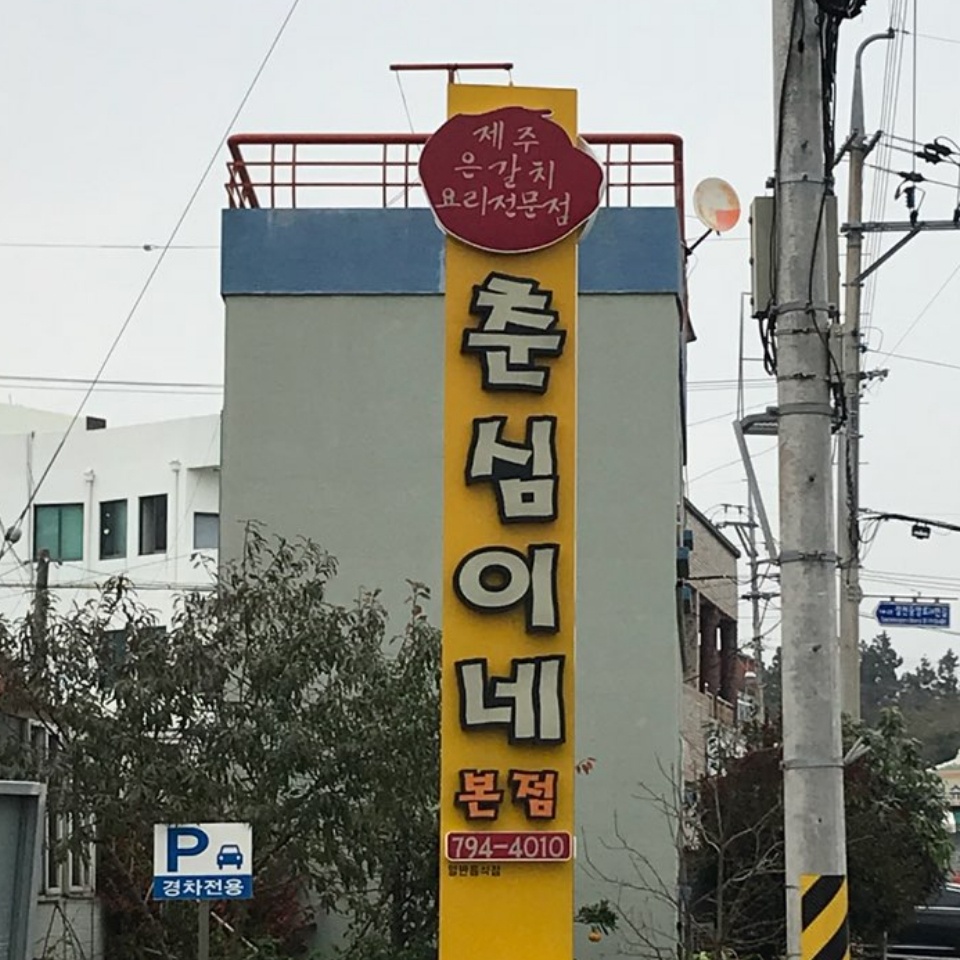 제주
은갈치
요리전문점
춘심이네
본점
794-4010
일반음식점
P
경차전용